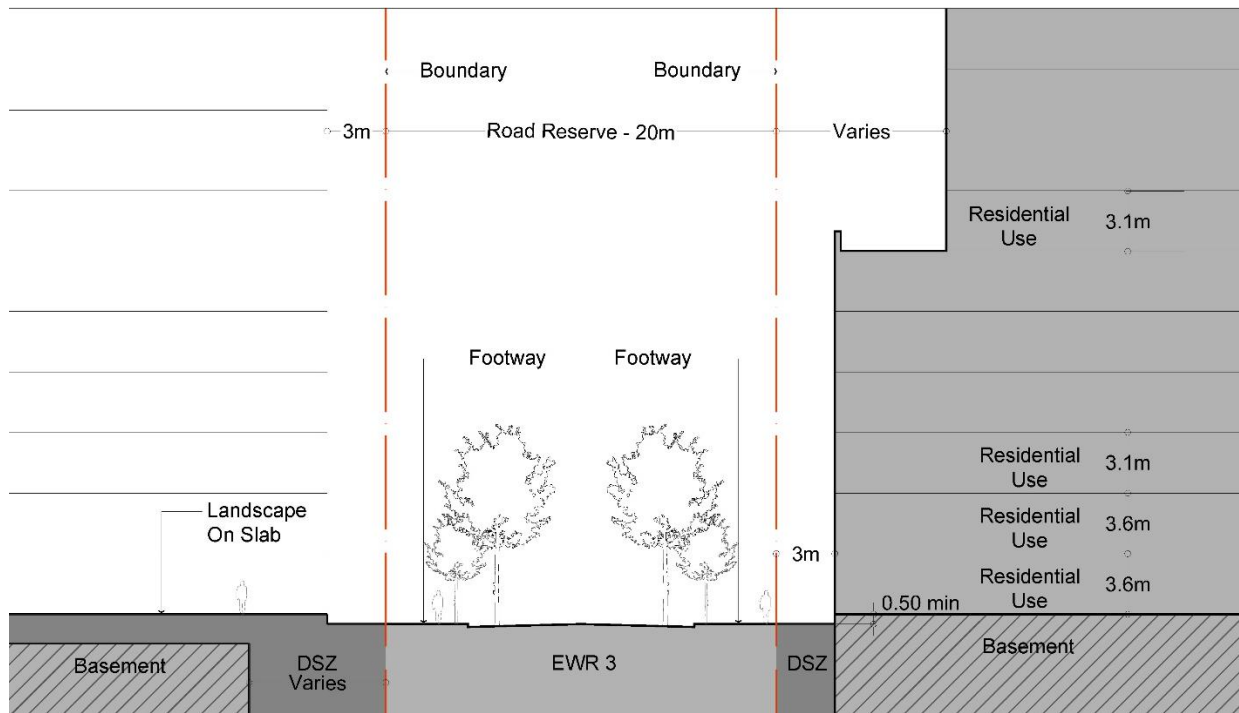 Boundary
Boundary
3m
Road Reserve - 20m
Varies
Residential
Use
3.1m
Footway
Footway
Residential
Use
3.1m
Landscape
On Slab
Residential
Use
3.6m
3m
Residential
Use
3.6m
0.50 min
Basement
DSZ
Varies
EWR 3
DSZ
Basement